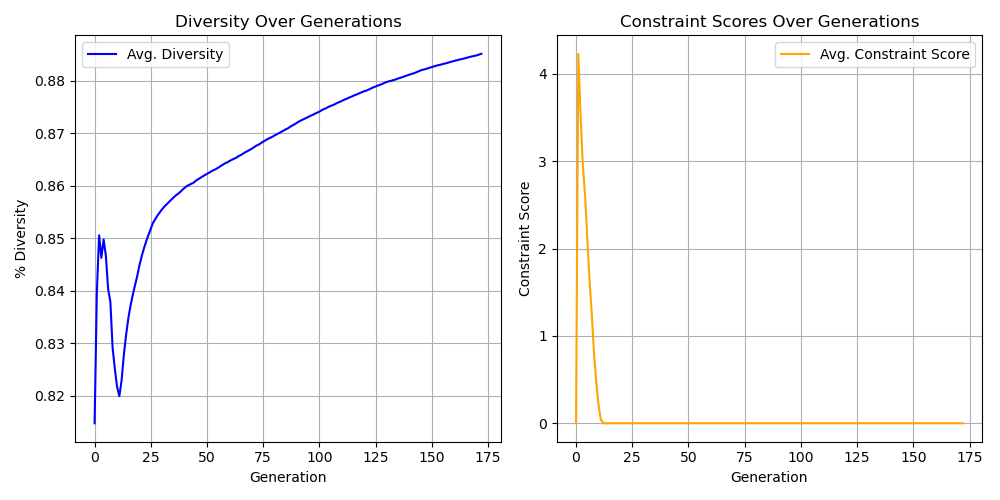 Diversity Over Generations
Avg. Diversity
% Diversity
0.88
0.87
0.86
0.85
0.84
0.83
0.82
0 25 50 75 100 125 150 175
Generation
Constraint Scores Over Generations
Avg. Constraint Score
Constraint Score
4
3
2
1
0
0 25 50 75 100 125 150 175
Generation